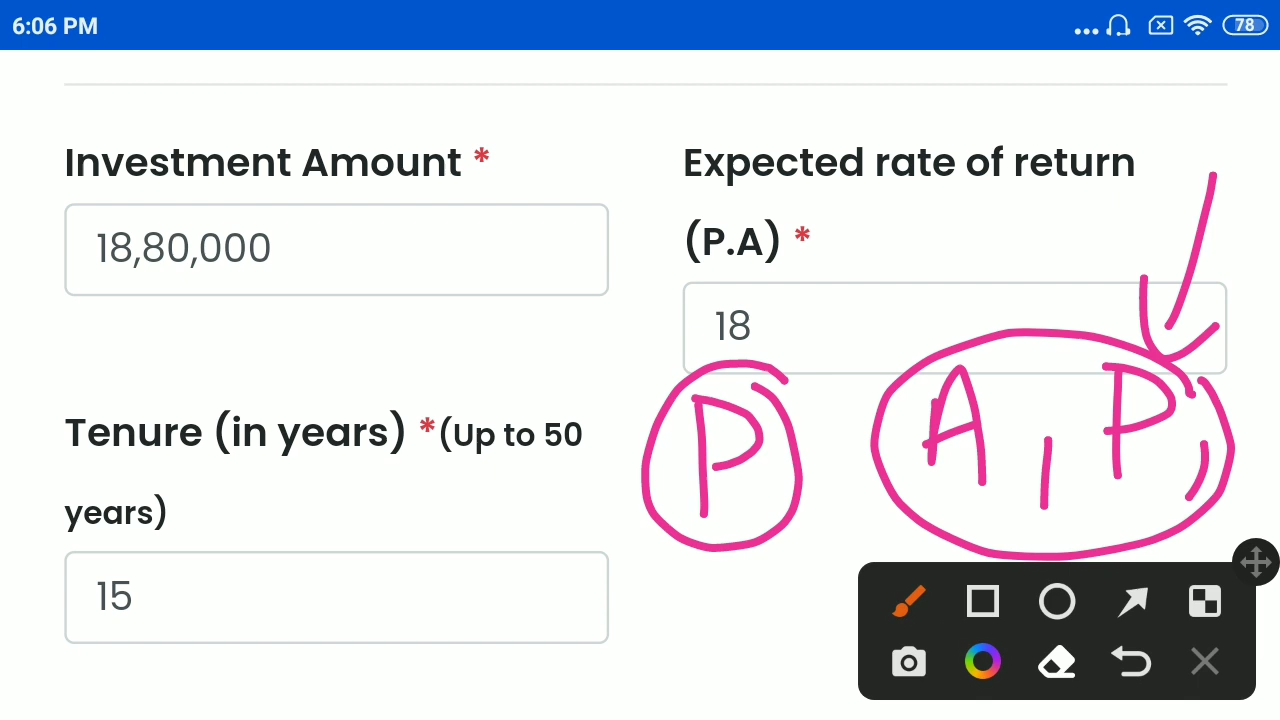 6:06 PM
78
Investment Amount *
18,80,000
Expected rate of return
(P.A) *
18
Tenure (in years) *(Up to 50
years)
15
P
A, P,